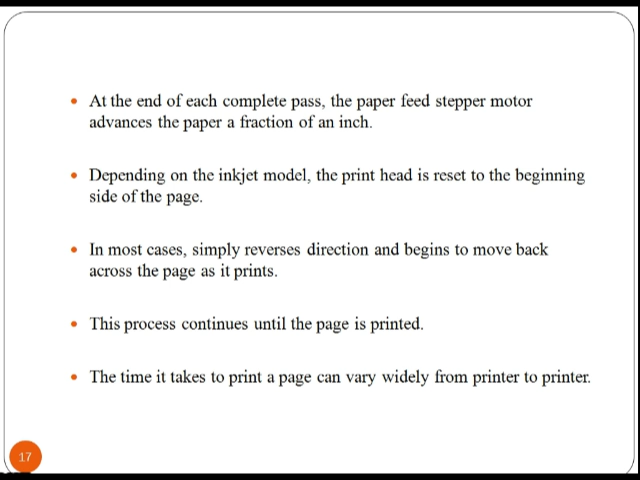 At the end of each complete pass, the paper feed stepper motor
advances the paper a fraction of an inch.
Depending on the inkjet model, the print head is reset to the beginning
side of the page.
In most cases, simply reverses direction and begins to move back
across the page as it prints.
This process continues until the page is printed.
The time it takes to print a page can vary widely from printer to printer.
17